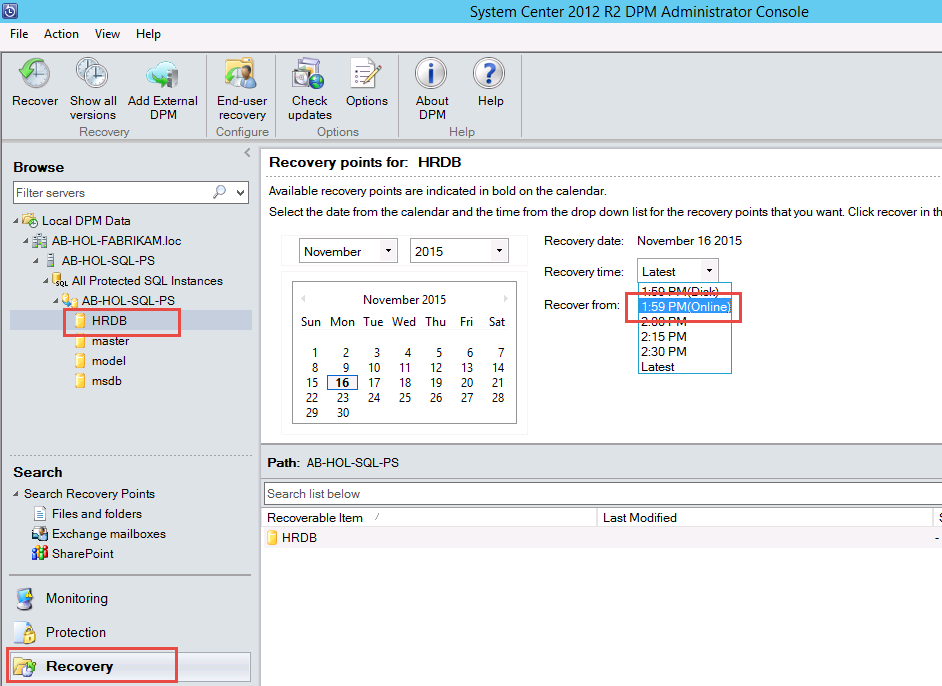 System Center 2012 R2 DPM Administrator Console
File Action View Help
Recover
Show all versions
Add External DPM
Recovery
End-user recovery
Configure
Check updates
Options
Options
About DPM
Help
Help
Browse
Filter servers
Local DPM Data
AB-HOL-FABRIKAM.loc
AB-HOL-SQL-PS
All Protected SQL Instances
AB-HOL-SQL-PS
HRDB
master
model
msdb
Search
Search Recovery Points
Files and folders
Exchange mailboxes
SharePoint
Monitoring
Protection
Recovery
Recovery points for: HRDB
Available recovery points are indicated in bold on the calendar.
Select the date from the calendar and the time from the drop down list for the recovery points that you want. Click recover in th
November 2015
November 2015
Sun Mon Tue Wed Thu Fri Sat
1 2 3 4 5 6 7
8 9 10 11 12 13 14
15 16 17 18 19 20 21
22 23 24 25 26 27 28
29 30
Recovery date: November 16 2015
Recovery time: Latest
Recover from:
1:59 PM(Disk)
1:59 PM(Online)
2:00 PM
2:15 PM
2:30 PM
Latest
Path: AB-HOL-SQL-PS
Search list below
Recoverable Item / Last Modified S
HRDB -